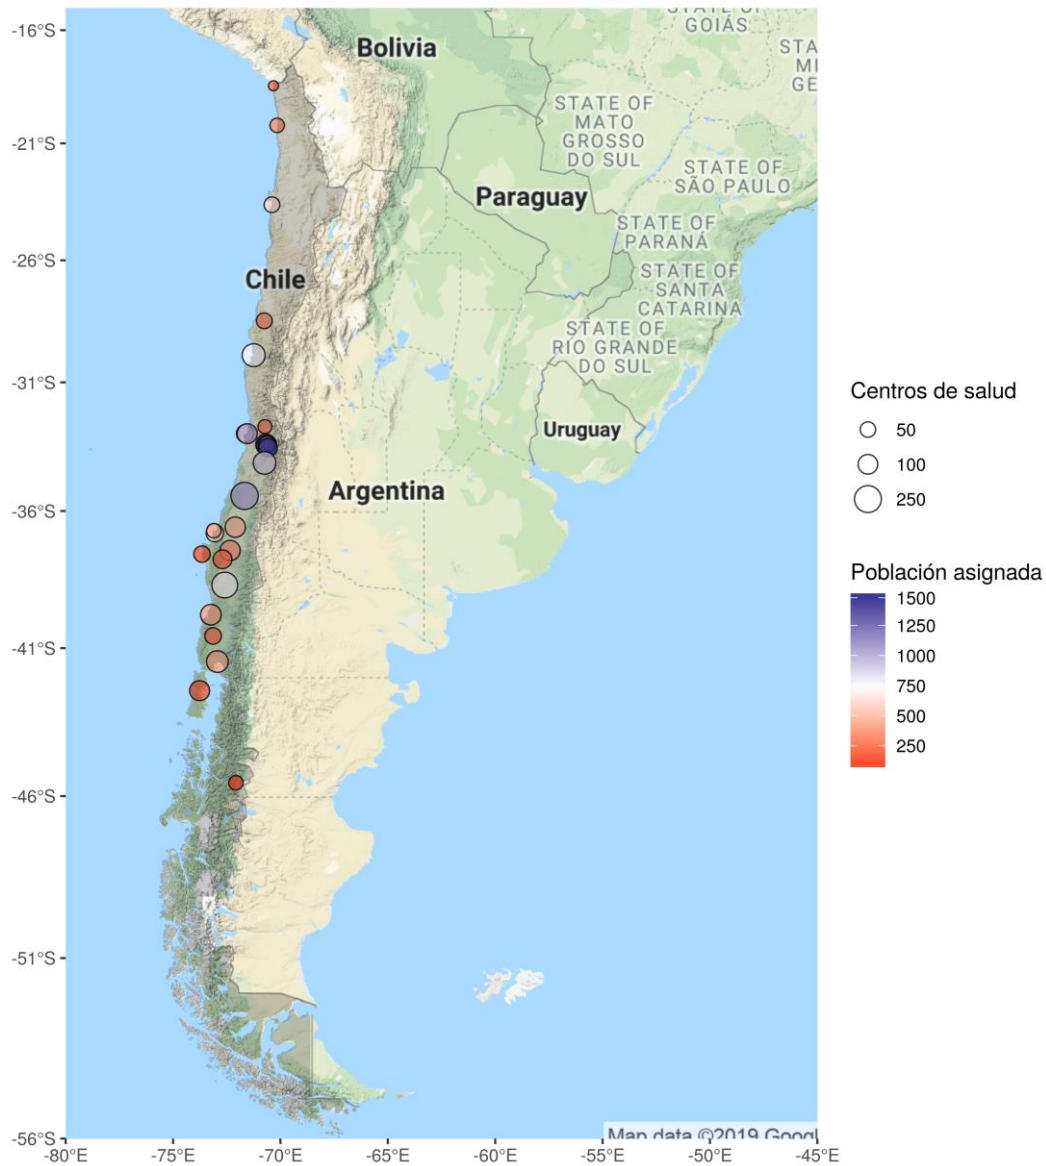 -16°S
-21°S
-26°S
-31°S
-36°S
-41°S
-46°S
-51°S
-56°S
-80°E
-75°E
-70°E
-65°E
-60°E
-55°E
-50°E
-45°E
STATE OF
GOIÁS
Bolivia
STATE OF
MATO
GROSSO
DO SUL
STATE OF
SÃO PAULO
Paraguay
STATE OF
PARANÁ
STATE OF
SANTA
CATARINA
Chile
STATE OF
RIO GRANDE
DO SUL
Uruguay
Argentina
Map data ©2019 Googl
Centros de salud
50
100
250
Población asignada
1500
1250
1000
750
500
250